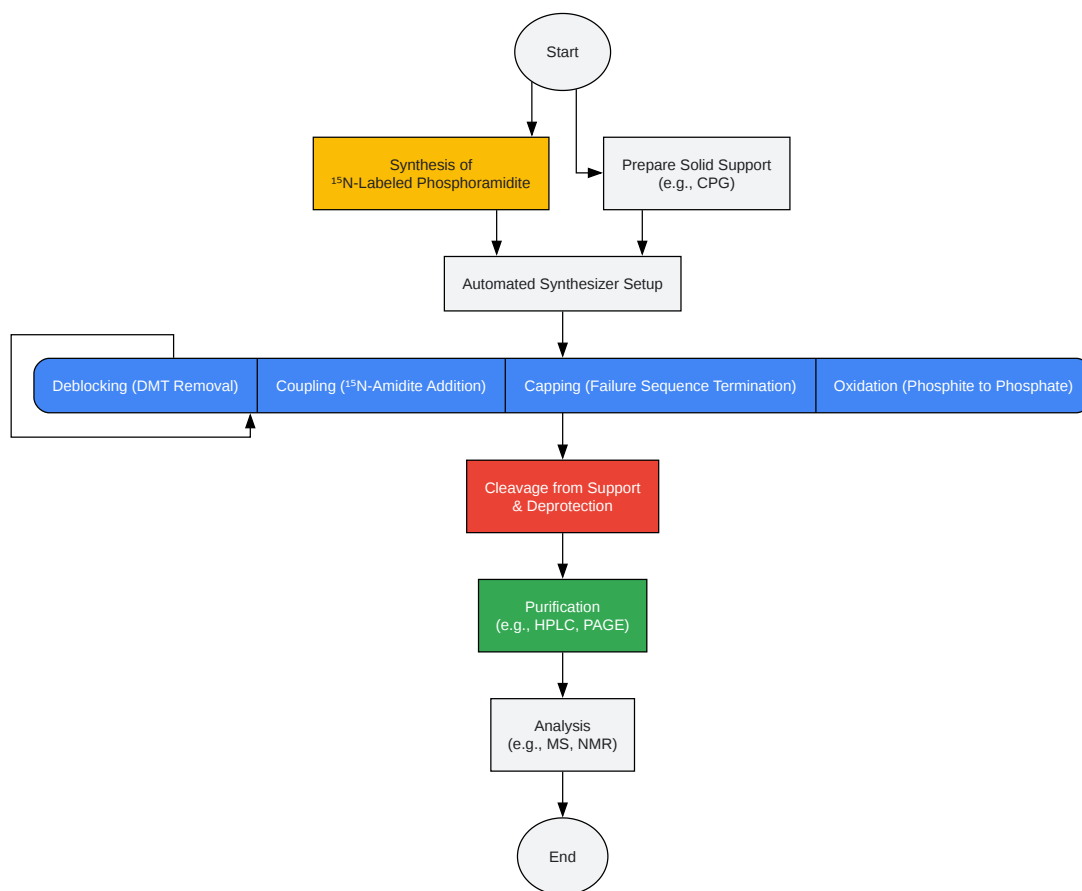 Start
Synthesis of
¹⁵N-Labeled Phosphoramidite
Prepare Solid Support
(e.g., CPG)
Automated Synthesizer Setup
Deblocking (DMT Removal)
Coupling (¹⁵N-Amidite Addition)
Capping (Failure Sequence Termination)
Oxidation (Phosphite to Phosphate)
Cleavage from Support
& Deprotection
Purification
(e.g., HPLC, PAGE)
Analysis
(e.g., MS, NMR)
End